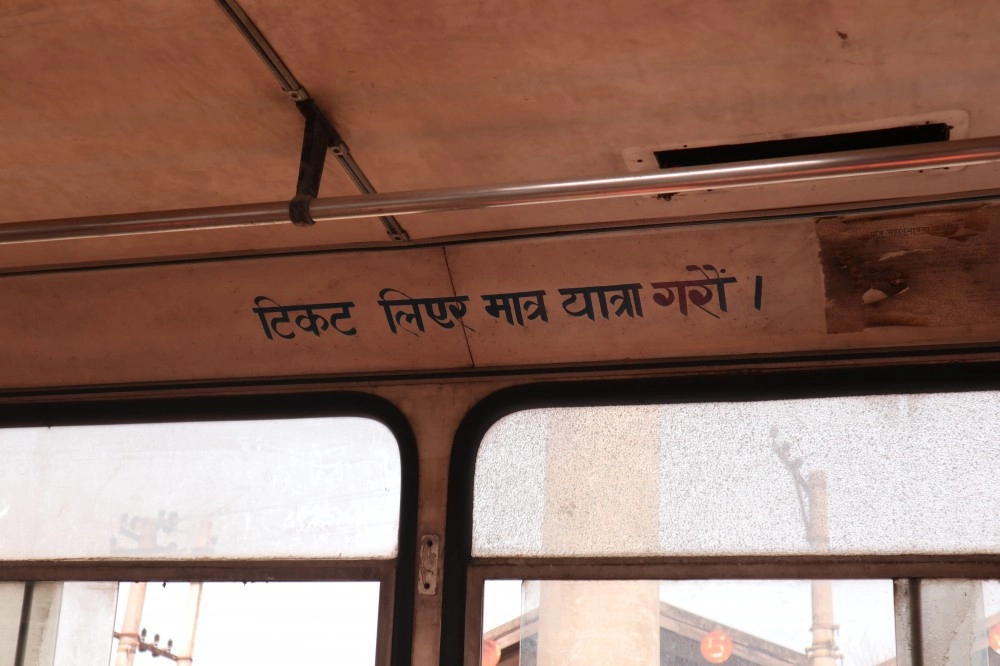 टिकट लिएर मात्र यात्रा गरौं ।